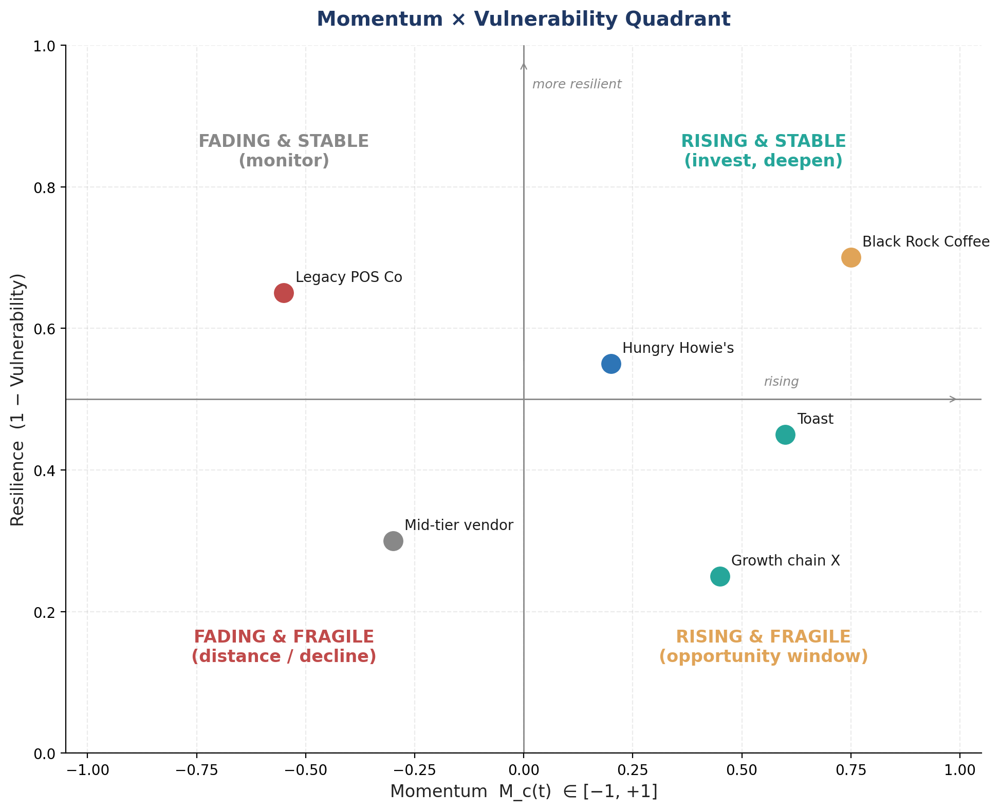 Momentum × Vulnerability Quadrant
1.0
more resilient
FADING & STABLE
(monitor)
RISING & STABLE
(invest, deepen)
0.8
Black Rock Coffee
Legacy POS Co
0.6
Hungry Howie's
rising
Toast
0.4
Mid-tier vendor
Growth chain X
0.2
FADING & FRAGILE
(distance / decline)
RISING & FRAGILE
(opportunity window)
0.0
Resilience (1 − Vulnerability)
−1.00 −0.75 −0.50 −0.25 0.00 0.25 0.50 0.75 1.00
Momentum M_c(t) ∈ [−1, +1]